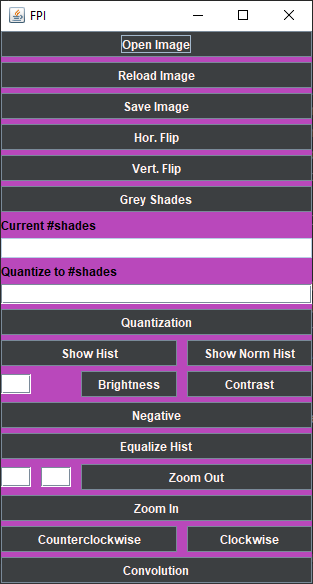 FPI
Open Image
Reload Image
Save Image
Hor. Flip
Vert. Flip
Grey Shades
Current #shades
Quantize to #shades
Quantization
Show Hist Show Norm Hist
Brightness Contrast
Negative
Equalize Hist
Zoom Out
Zoom In
Counterclockwise Clockwise
Convolution